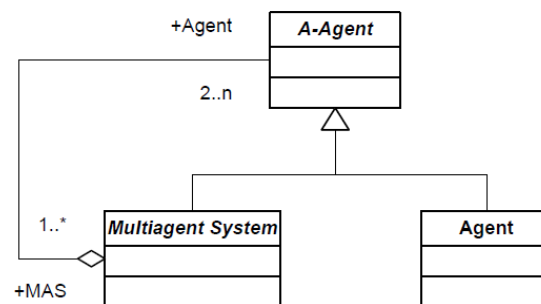 +Agent
A-Agent
2..n
1..*
Multiagent System
Agent
+MAS